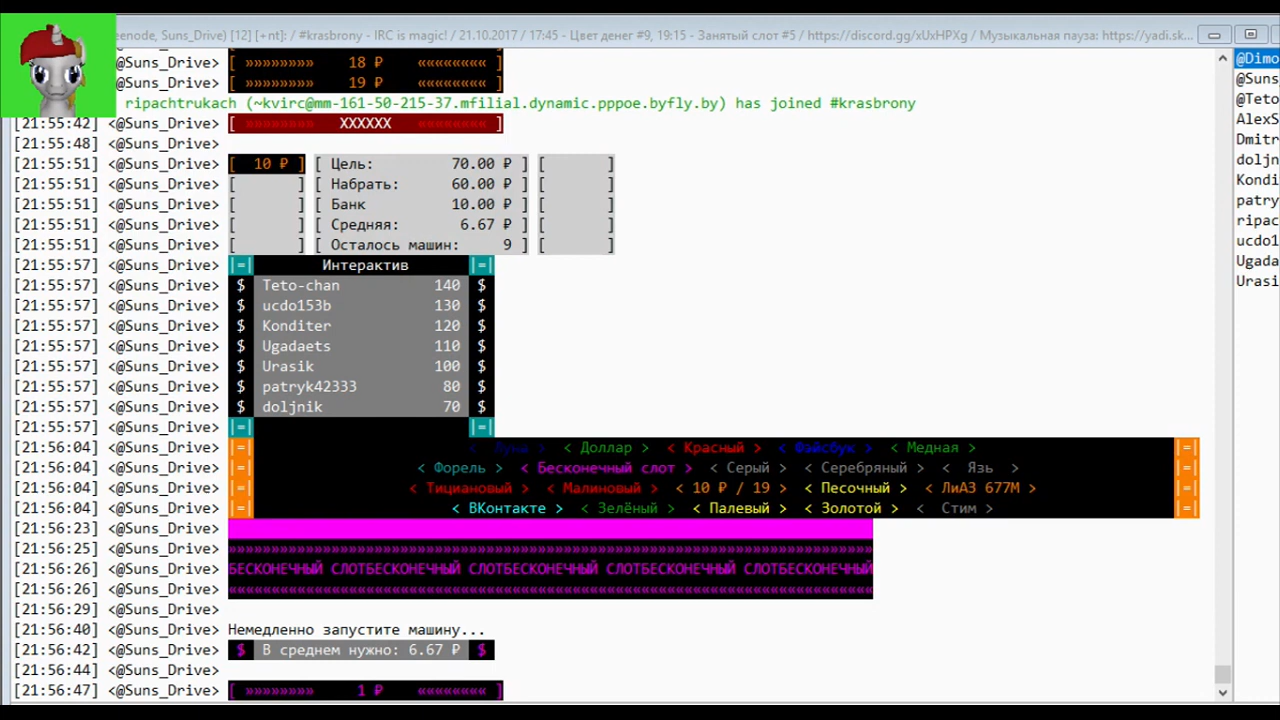 eenode, Suns_Drive) [12] [+nt]: / #krasbrony - IRC is magic! / 21.10.2017 / 17:45 - Цвет денег #9, 19:15 - Занятый слот #5 / https://discord.gg/xUxHPXg / Музыкальная пауза: https://yadi.sk...
@Suns_Drive> [ »»»»»»»» 18 ₽ «««««««« ]
@Suns_Drive> [ »»»»»»»» 19 ₽ «««««««« ]
ripachtrukach (~kvirc@mm-161-50-215-37.mfilial.dynamic.pppoe.byfly.by) has joined #krasbrony
[21:55:42] <@Suns_Drive> [ »»»»»»»» XXXXXX «««««««« ]
[21:55:48] <@Suns_Drive>
[21:55:51] <@Suns_Drive> [ 10 ₽ ] [ Цель: 70.00 ₽ ] [ ]
[21:55:51] <@Suns_Drive> [ ] [ Набрать: 60.00 ₽ ] [ ]
[21:55:51] <@Suns_Drive> [ ] [ Банк 10.00 ₽ ] [ ]
[21:55:51] <@Suns_Drive> [ ] [ Средняя: 6.67 ₽ ] [ ]
[21:55:51] <@Suns_Drive> [ ] [ Осталось машин: 9 ] [ ]
[21:55:57] <@Suns_Drive> |=| Интерактив |=|
[21:55:57] <@Suns_Drive> $ Teto-chan 140 $
[21:55:57] <@Suns_Drive> $ ucdo153b 130 $
[21:55:57] <@Suns_Drive> $ Konditer 120 $
[21:55:57] <@Suns_Drive> $ Ugadaets 110 $
[21:55:57] <@Suns_Drive> $ Urasik 100 $
[21:55:57] <@Suns_Drive> $ patryk42333 80 $
[21:55:57] <@Suns_Drive> $ doljnik 70 $
[21:55:57] <@Suns_Drive> |=| |=|
[21:56:04] <@Suns_Drive> |=| < Луна > < Доллар > < Красный > < Фэйсбук > < Медная > |=|
[21:56:04] <@Suns_Drive> |=| < Форель > < Бесконечный слот > < Серый > < Серебряный > < Язь > |=|
[21:56:04] <@Suns_Drive> |=| < Тициановый > < Малиновый > < 10 ₽ / 19 > < Песочный > < ЛиАЗ 677М > |=|
[21:56:04] <@Suns_Drive> |=| < ВКонтакте > < Зелёный > < Палевый > < Золотой > < Стим > |=|
[21:56:23] <@Suns_Drive>
[21:56:25] <@Suns_Drive> »»»»»»»»»»»»»»»»»»»»»»»»»»»»»»»»»»»»»»»»»»»»»»»»»»»»»»»»»»»»»»»»»»»»»»»»»»»
[21:56:26] <@Suns_Drive> БЕСКОНЕЧНЫЙ СЛОТБЕСКОНЕЧНЫЙ СЛОТБЕСКОНЕЧНЫЙ СЛОТБЕСКОНЕЧНЫЙ СЛОТБЕСКОНЕЧНЫЙ
[21:56:26] <@Suns_Drive> «««««««««««««««««««««««««««««««««««««««««««««««««««««««««««««««««««««««««««
[21:56:29] <@Suns_Drive>
[21:56:40] <@Suns_Drive> Немедленно запустите машину...
[21:56:42] <@Suns_Drive> $ В среднем нужно: 6.67 ₽ $
[21:56:44] <@Suns_Drive>
[21:56:47] <@Suns_Drive> [ »»»»»»»» 1 ₽ «««««««« ]
@Dimo
@Suns
@Teto
AlexS
Dmitr
doljn
Kondi
patry
ripac
ucdo1
Ugada
Urasi